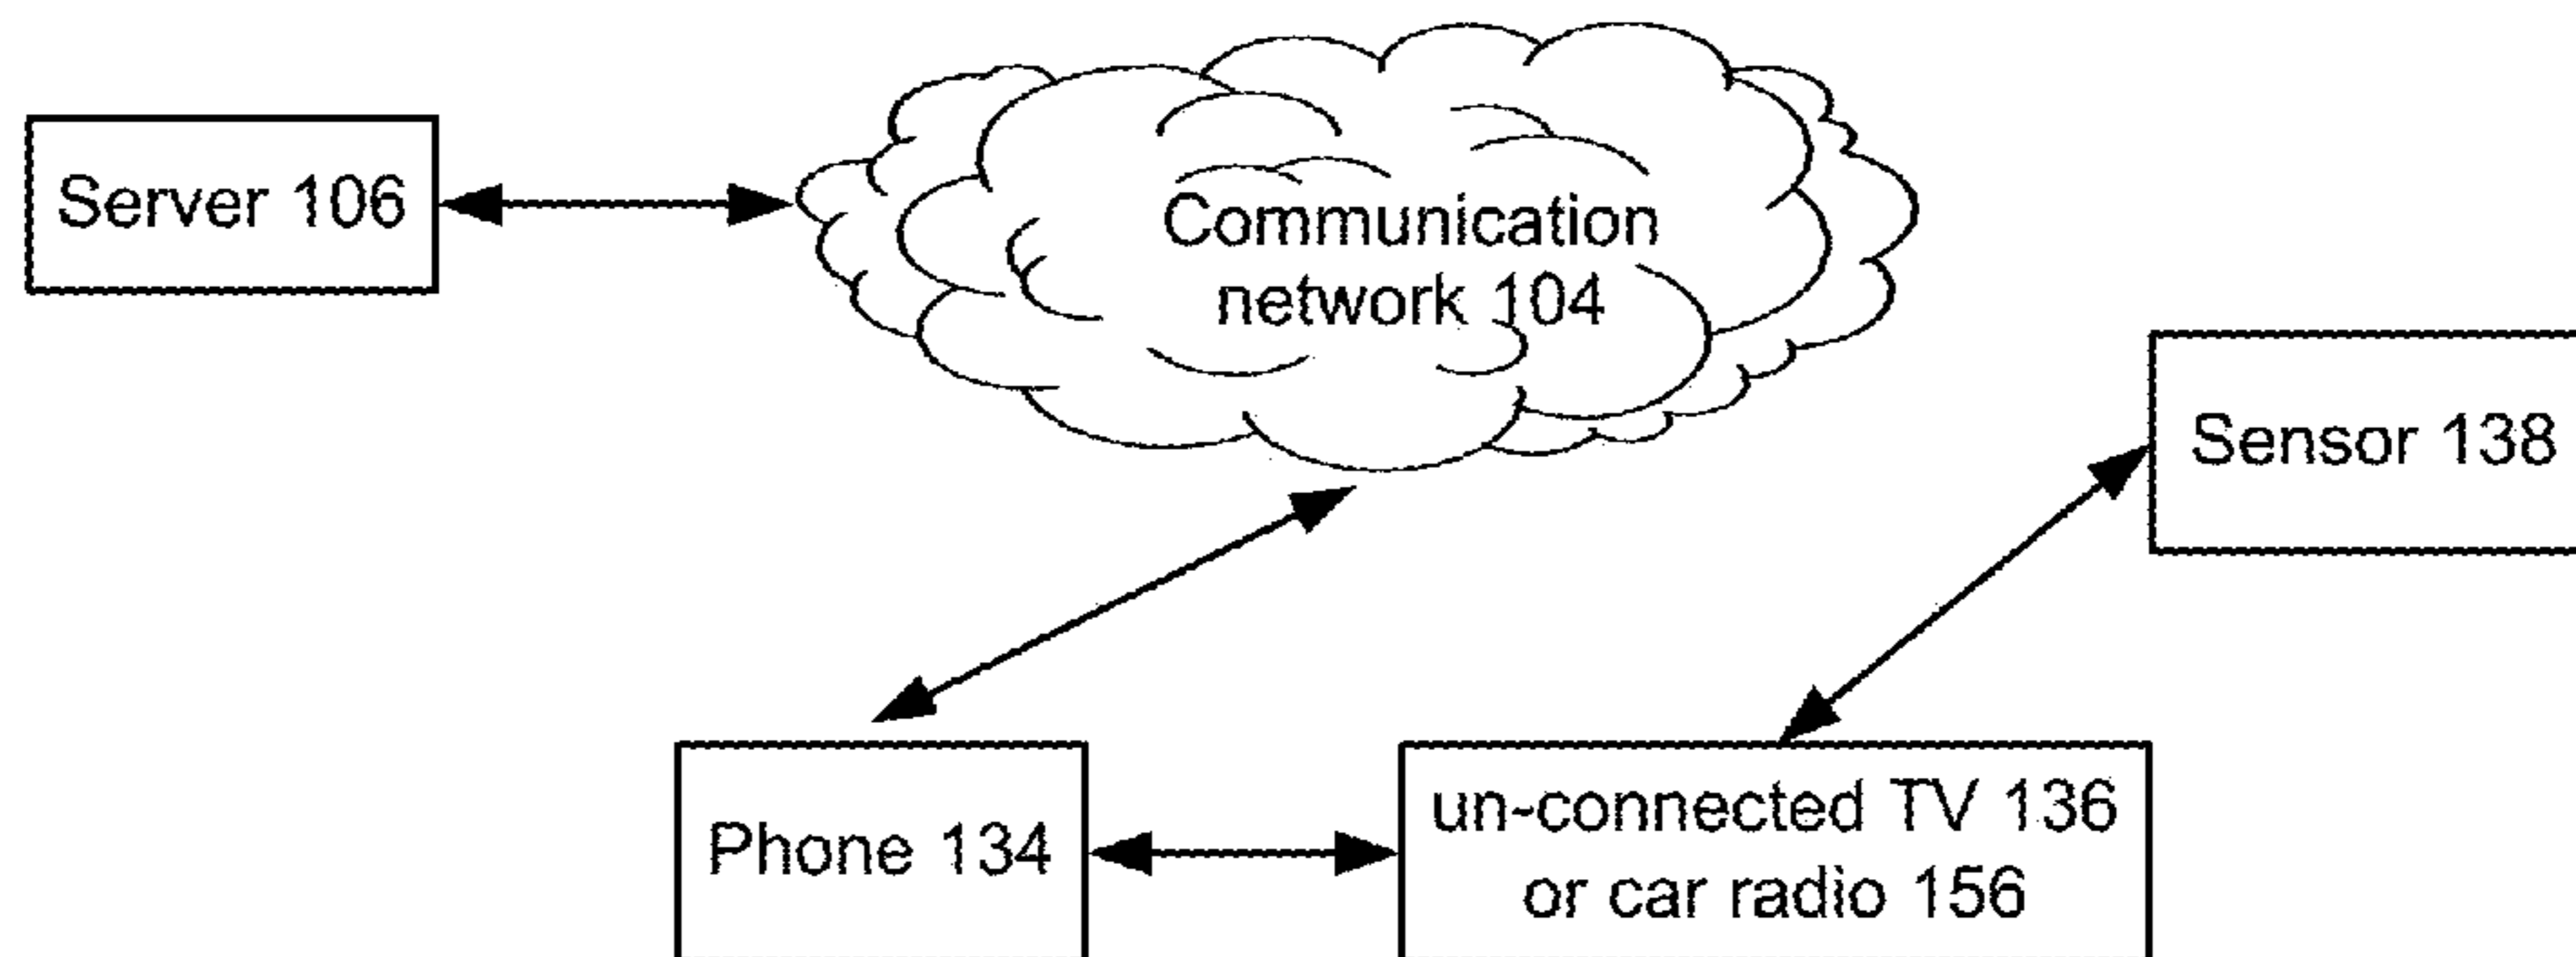 Server 106
Communication
network 104
Sensor 138
Phone 134
un-connected TV 136
or car radio 156